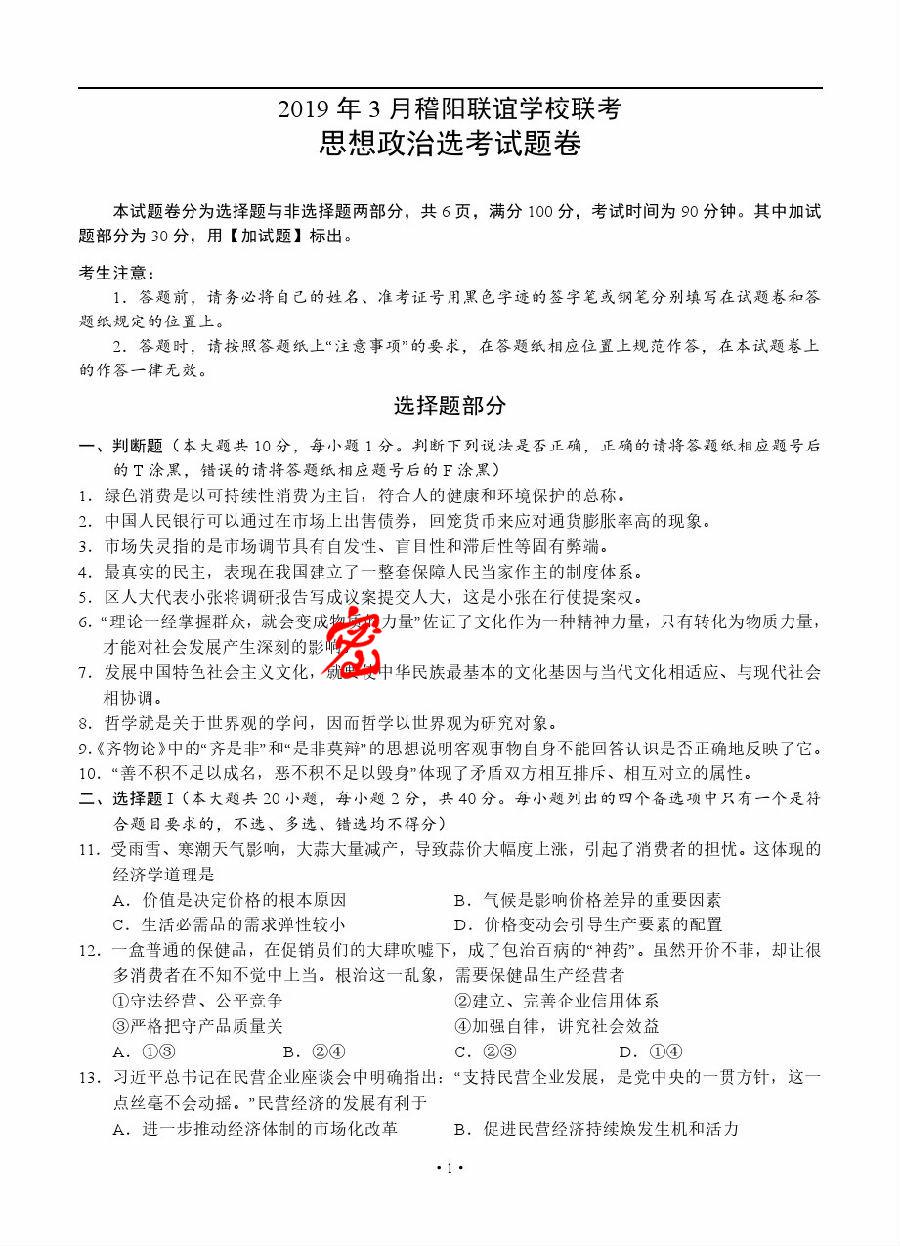 2019 年 3 月稽阳联谊学校联考
思想政治选考试题卷
本试题卷分为选择题与非选择题两部分，共 6 页，满分 100 分，考试时间为 90 分钟。其中加试
题部分为 30 分，用【加试题】标出。
考生注意：
1．答题前，请务必将自己的姓名、准考证号用黑色字迹的签字笔或钢笔分别填写在试题卷和答
题纸规定的位置上。
2．答题时，请按照答题纸上“注意事项”的要求，在答题纸相应位置上规范作答，在本试题卷上
的作答一律无效。
选择题部分
一、判断题（本大题共 10 分，每小题 1 分。判断下列说法是否正确，正确的请将答题纸相应题号后
的 T 涂黑，错误的请将答题纸相应题号后的 F 涂黑）
1．绿色消费是以可持续性消费为主旨，符合人的健康和环境保护的总称。
2．中国人民银行可以通过在市场上出售债券，回笼货币来应对通货膨胀率高的现象。
3．市场失灵指的是市场调节具有自发性、盲目性和滞后性等固有弊端。
4．最真实的民主，表现在我国建立了一整套保障人民当家作主的制度体系。
5．区人大代表小张将调研报告写成议案提交人大，这是小张在行使提案权。
6．“理论一经掌握群众，就会变成物质力量”佐证了文化作为一种精神力量，只有转化为物质力量，
才能对社会发展产生深刻的影响。
密
7．发展中国特色社会主义文化，就要使中华民族最基本的文化基因与当代文化相适应、与现代社会
相协调。
8．哲学就是关于世界观的学问，因而哲学以世界观为研究对象。
9.《齐物论》中的“齐是非”和“是非莫辩”的思想说明客观事物自身不能回答认识是否正确地反映了它。
10．“善不积不足以成名，恶不积不足以毁身”体现了矛盾双方相互排斥、相互对立的属性。
二、选择题 I（本大题共 20 小题，每小题 2 分，共 40 分。每小题列出的四个备选项中只有一个是符
合题目要求的，不选、多选、错选均不得分）
11．受雨雪、寒潮天气影响，大蒜大量减产，导致蒜价大幅度上涨，引起了消费者的担忧。这体现的
经济学道理是
A．价值是决定价格的根本原因 B．气候是影响价格差异的重要因素
C．生活必需品的需求弹性较小 D．价格变动会引导生产要素的配置
12．一盒普通的保健品，在促销员们的大肆吹嘘下，成了包治百病的“神药”。虽然开价不菲，却让很
多消费者在不知不觉中上当。根治这一乱象，需要保健品生产经营者
①守法经营、公平竞争 ②建立、完善企业信用体系
③严格把守产品质量关 ④加强自律，讲究社会效益
A．①③ B．②④ C．②③ D．①④
13．习近平总书记在民营企业座谈会中明确指出：“支持民营企业发展，是党中央的一贯方针，这一
点丝毫不会动摇。”民营经济的发展有利于
A．进一步推动经济体制的市场化改革 B．促进民营经济持续焕发生机和活力
• 1 •